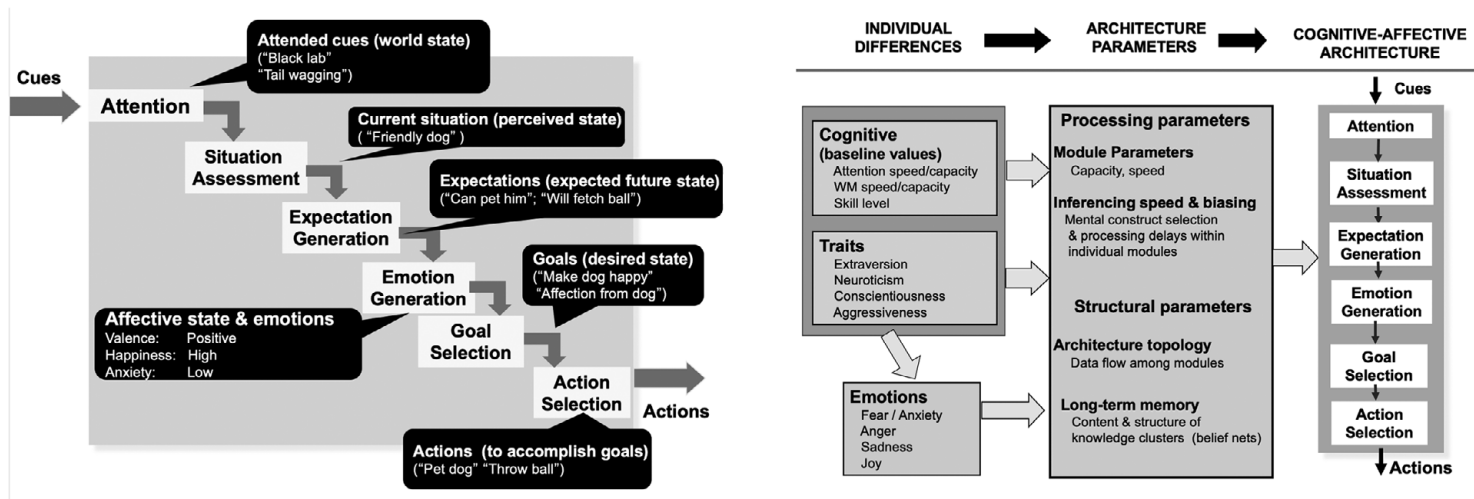 Cues
Attended cues (world state)
("Black lab"
"Tail wagging")
Attention
Current situation (perceived state)
( "Friendly dog" )
Situation
Assessment
Expectations (expected future state)
("Can pet him"; "Will fetch ball")
Expectation
Generation
Goals (desired state)
("Make dog happy"
"Affection from dog")
Emotion
Generation
Affective state & emotions
Valence: Positive
Happiness: High
Anxiety: Low
Goal
Selection
Action
Selection
Actions
Actions (to accomplish goals)
("Pet dog" "Throw ball")
INDIVIDUAL
DIFFERENCES
ARCHITECTURE
PARAMETERS
COGNITIVE-AFFECTIVE
ARCHITECTURE
Cognitive
(baseline values)
Attention speed/capacity
WM speed/capacity
Skill level
Traits
Extraversion
Neuroticism
Conscientiousness
Aggressiveness
Emotions
Fear / Anxiety
Anger
Sadness
Joy
Processing parameters
Module Parameters
Capacity, speed
Inferencing speed & biasing
Mental construct selection
& processing delays within
individual modules
Structural parameters
Architecture topology
Data flow among modules
Long-term memory
Content & structure of
knowledge clusters (belief nets)
Cues
Attention
Situation
Assessment
Expectation
Generation
Emotion
Generation
Goal
Selection
Action
Selection
Actions